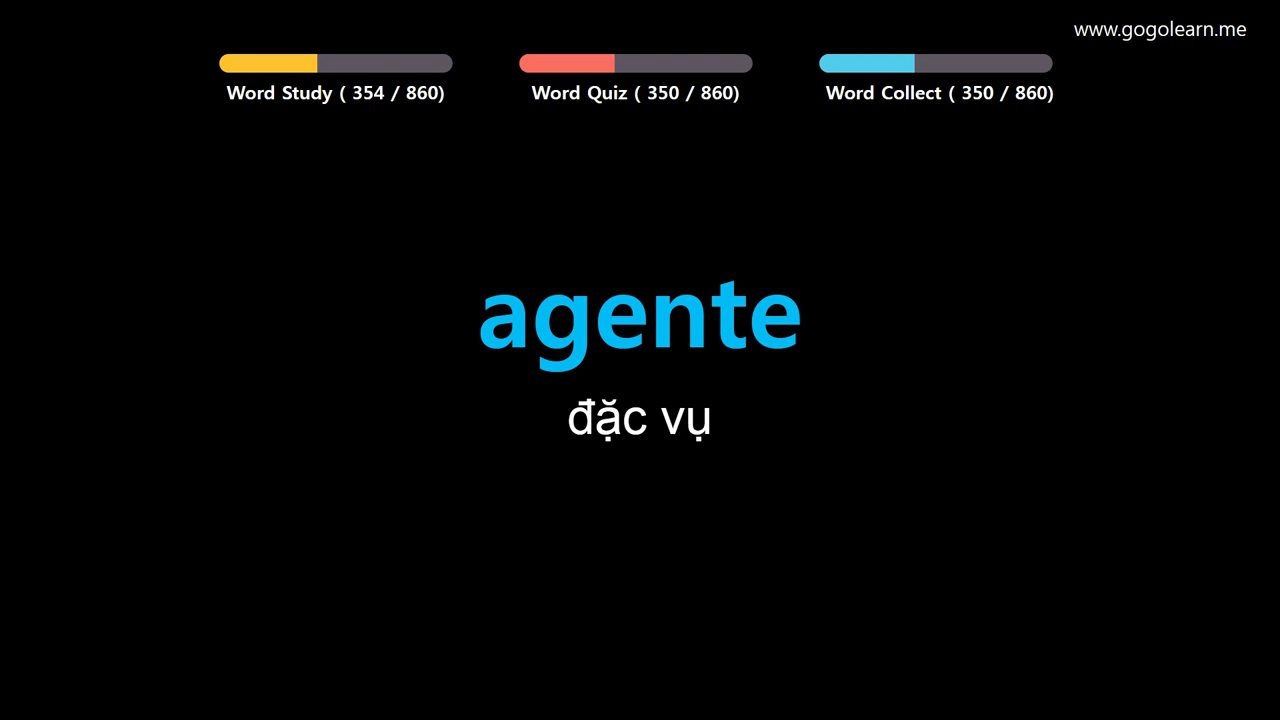 www.gogolearn.me
Word Study ( 354 / 860)
Word Quiz ( 350 / 860)
Word Collect ( 350 / 860)
agente
đặc vụ